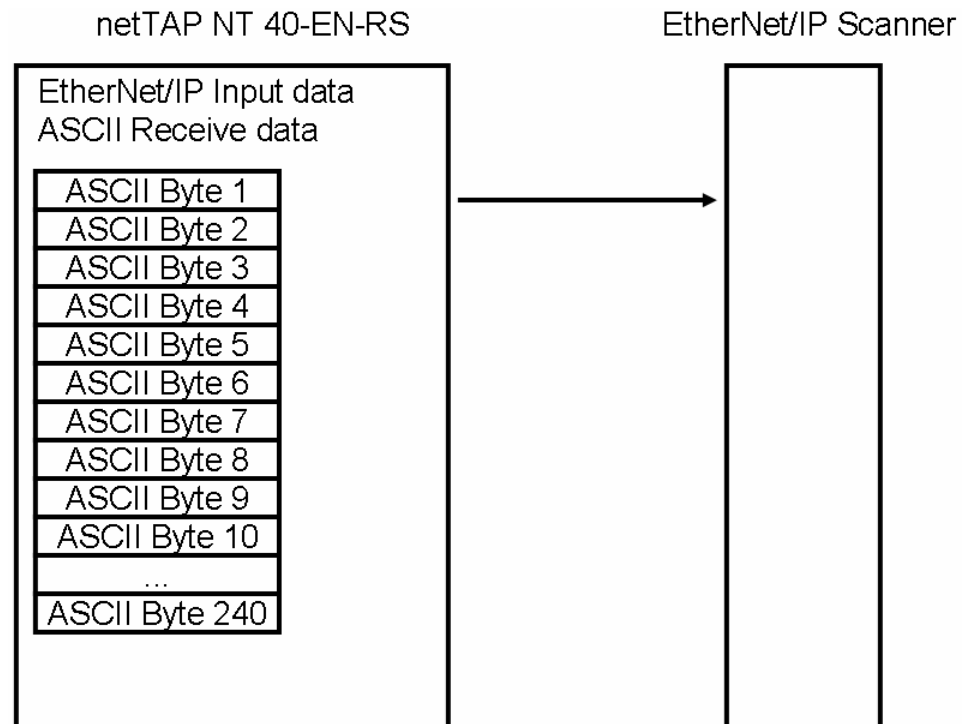 netTAP NT 40-EN-RS
EtherNet/IP Scanner
EtherNet/IP Input data
ASCII Receive data
ASCII Byte 1
ASCII Byte 2
ASCII Byte 3
ASCII Byte 4
ASCII Byte 5
ASCII Byte 6
ASCII Byte 7
ASCII Byte 8
ASCII Byte 9
ASCII Byte 10
...
ASCII Byte 240